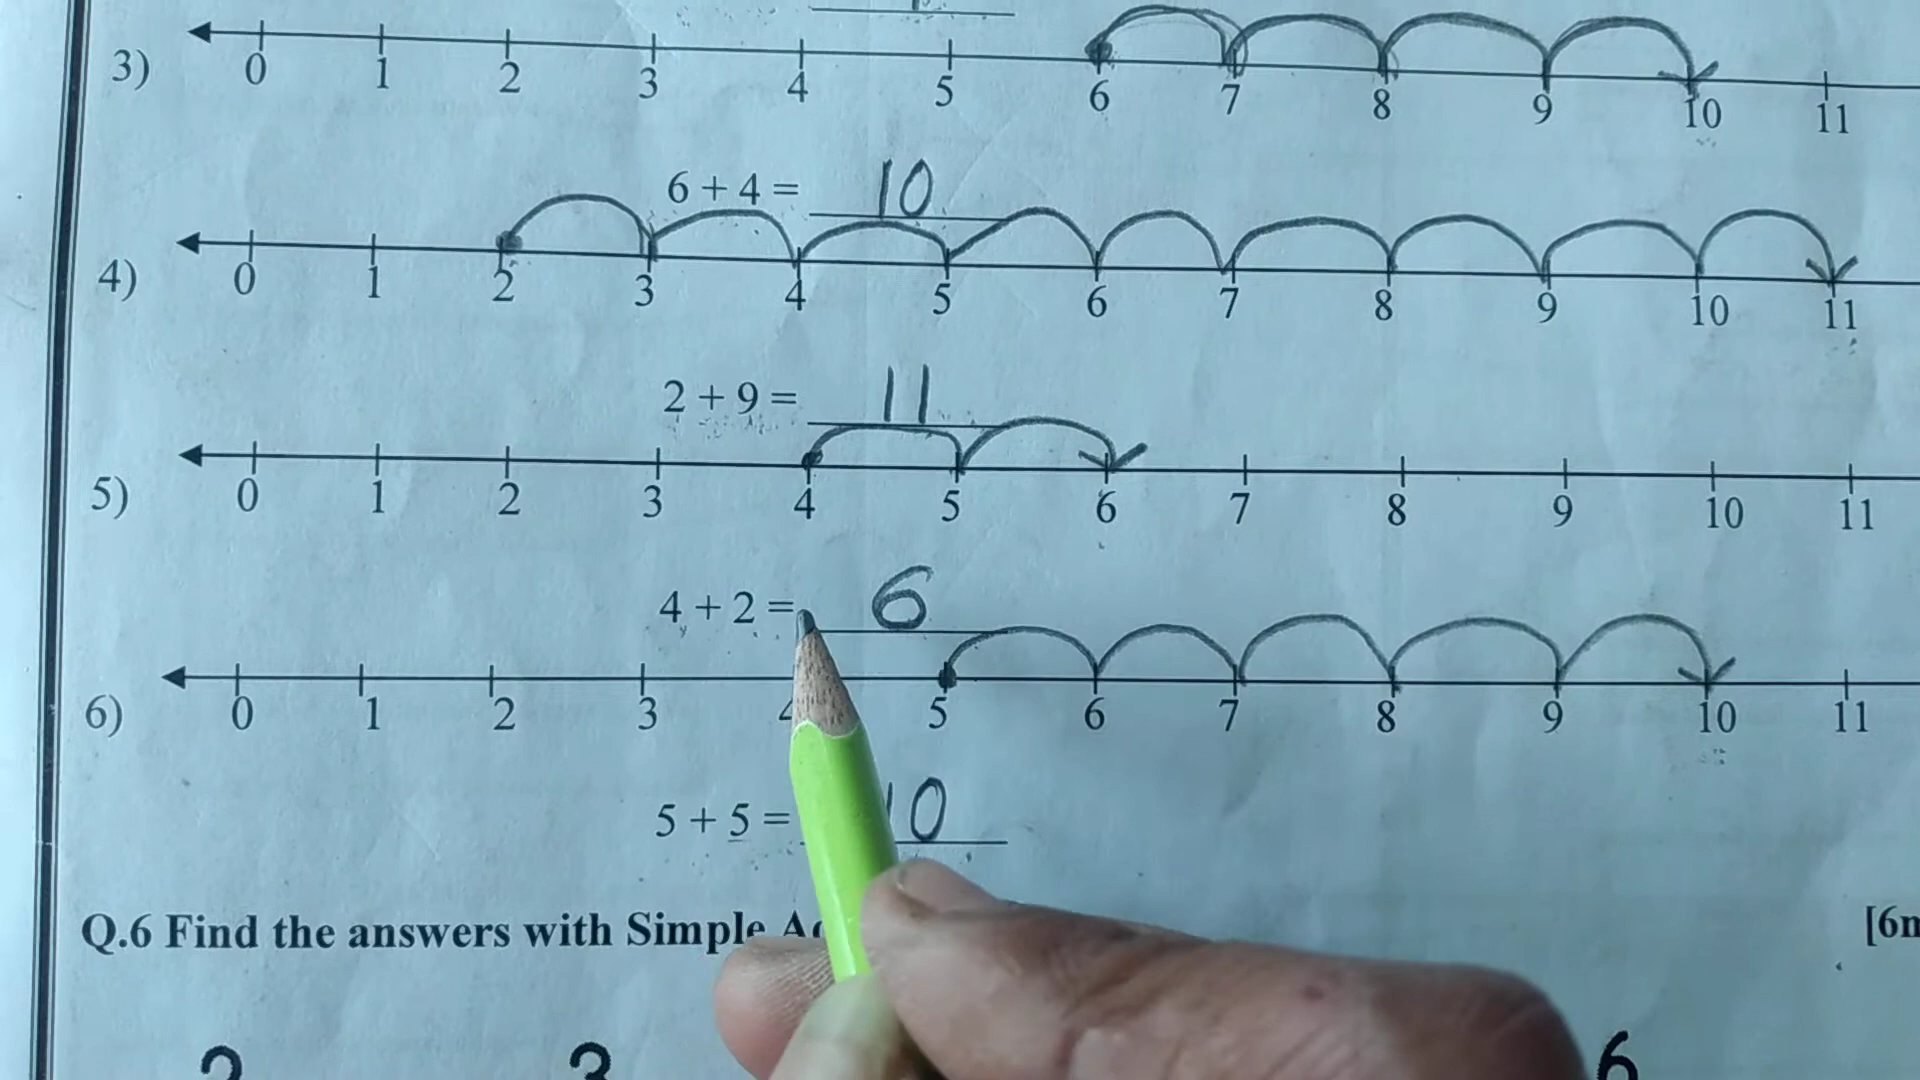 3) 0 1 2 3 4 5 6 7 8 9 10 11
6 + 4 = 10
4) 0 1 2 3 4 5 6 7 8 9 10 11
2 + 9 = 11
5) 0 1 2 3 4 5 6 7 8 9 10 11
4 + 2 = 6
6) 0 1 2 3 5 6 7 8 9 10 11
5 + 5 = 10
Q.6 Find the answers with Simple
2 3 6